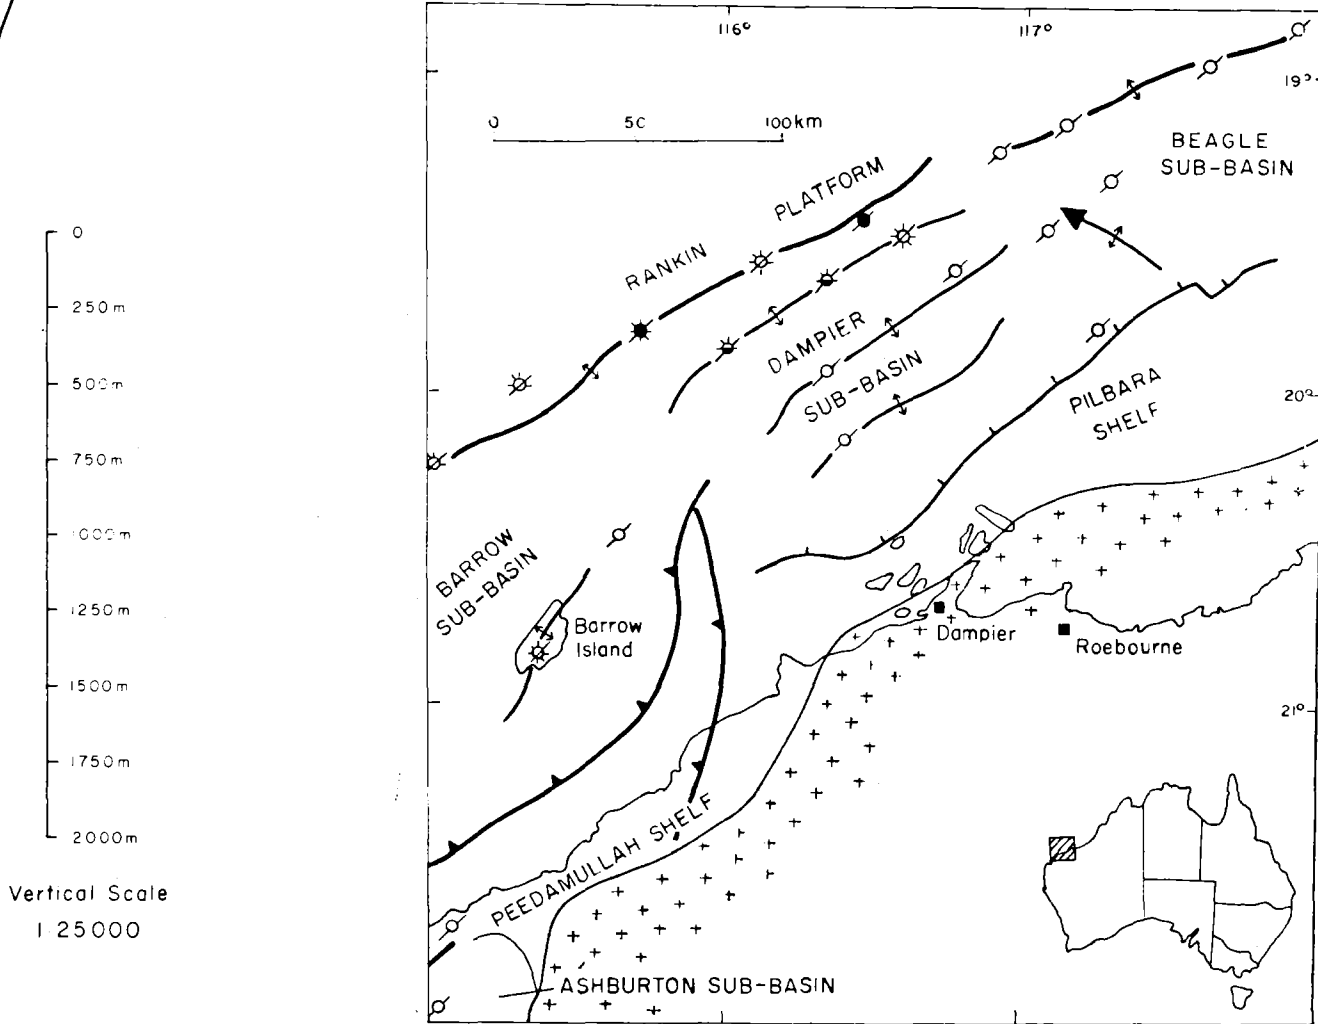 116°
117°
19°
0
50
100km
BEAGLE
SUB-BASIN
RANKIN PLATFORM
0
250m
500m
750m
1000m
1250m
1500m
1750m
2000m
Vertical Scale
1:25000
DAMPIER
SUB-BASIN
20°
PILBARA
SHELF
BARROW
SUB-BASIN
Barrow
Island
Dampier
Roebourne
21°
PEEDAMULLAH SHELF
ASHBURTON SUB-BASIN